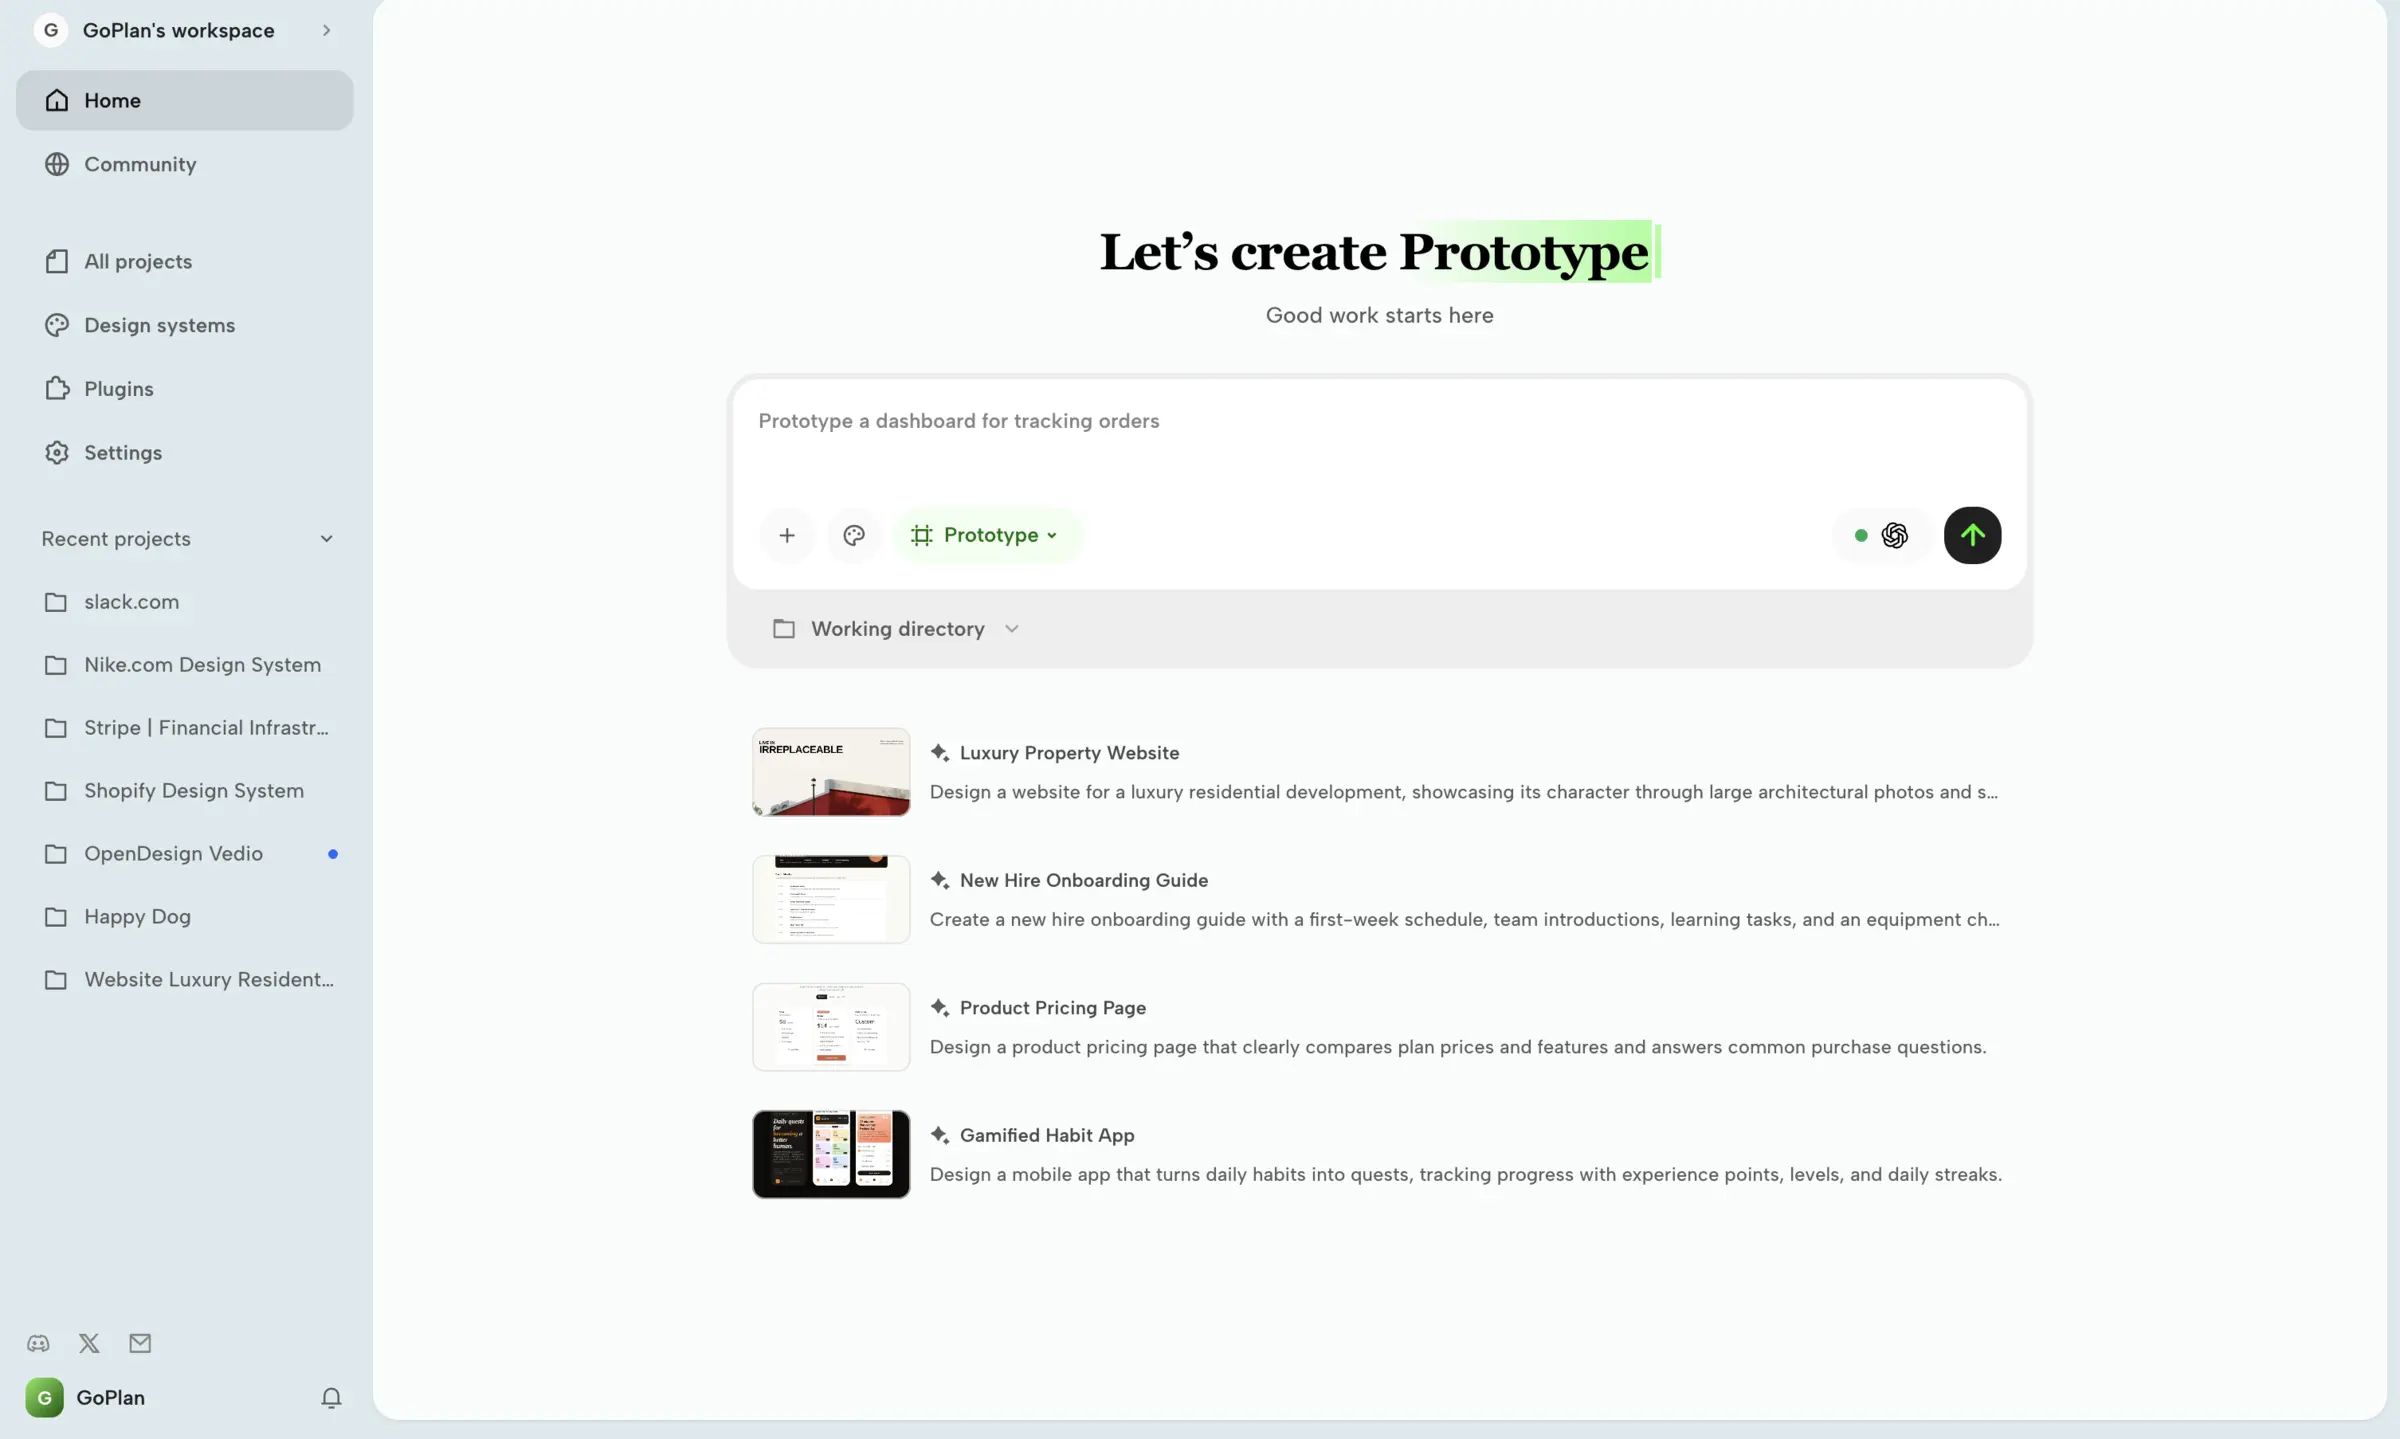 G GoPlan's workspace
Home
Community
All projects
Design systems
Plugins
Settings
Recent projects
slack.com
Nike.com Design System
Stripe | Financial Infrastr...
Shopify Design System
OpenDesign Vedio
Happy Dog
Website Luxury Resident...
G GoPlan
Let’s create Prototype
Good work starts here
Prototype a dashboard for tracking orders
Prototype
Working directory
IRREPLACEABLE
Luxury Property Website
Design a website for a luxury residential development, showcasing its character through large architectural photos and s...
New Hire Onboarding Guide
Create a new hire onboarding guide with a first-week schedule, team introductions, learning tasks, and an equipment ch...
Product Pricing Page
Design a product pricing page that clearly compares plan prices and features and answers common purchase questions.
Daily quests
for
becoming a
better
human.
Gamified Habit App
Design a mobile app that turns daily habits into quests, tracking progress with experience points, levels, and daily streaks.